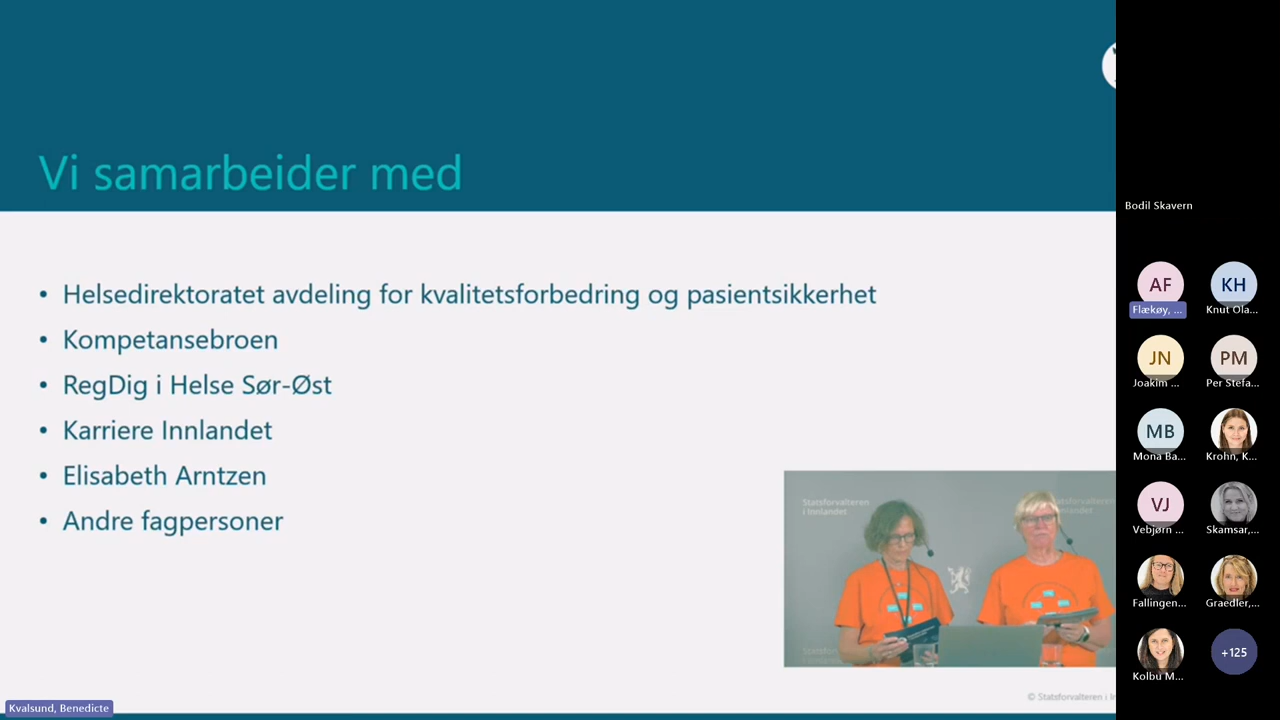 Vi samarbeider med
• Helsedirektoratet avdeling for kvalitetsforbedring og pasientsikkerhet
• Kompetansebroen
• RegDig i Helse Sør-Øst
• Karriere Innlandet
• Elisabeth Arntzen
• Andre fagpersoner
Statsforvalteren
i Innlandet
© Statsforvalteren i In
Kvalsund, Benedicte
Bodil Skavern
AF
Flækøy, ...
KH
Knut Ola...
JN
Joakim ...
PM
Per Stefa...
MB
Mona Ba...
Krohn, K...
VJ
Vebjørn ...
Skamsar,...
Fallingen...
Graedler,...
Kolbu M...
+125